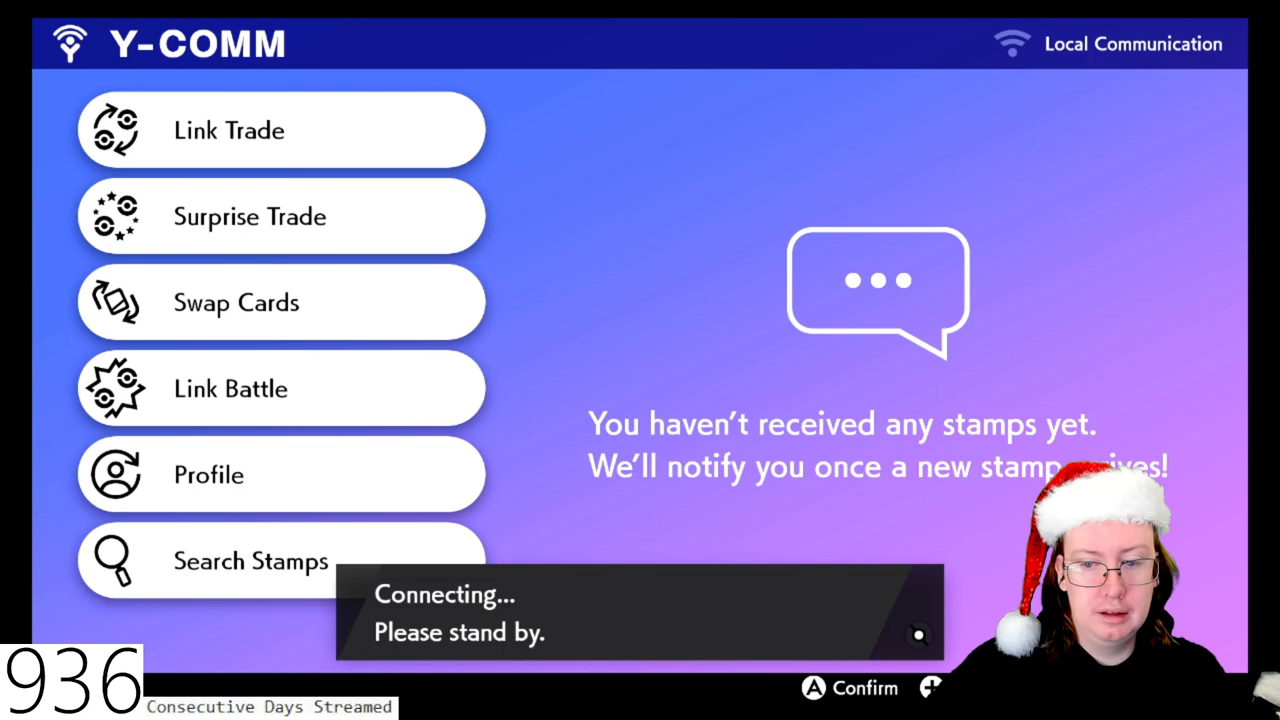 Y-COMM
Local Communication
Link Trade
Surprise Trade
Swap Cards
Link Battle
Profile
Search Stamps
You haven't received any stamps yet.
We'll notify you once a new stamp
Connecting...
Please stand by.
A Confirm
936
Consecutive Days Streamed